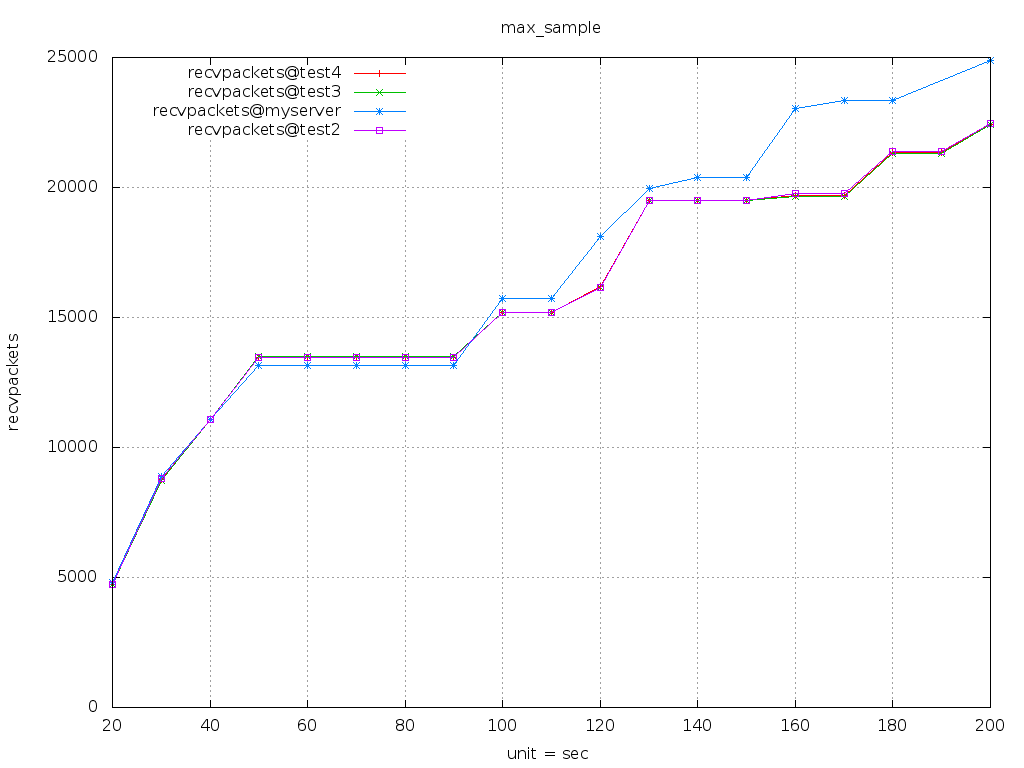 max_sample
25000
20000
15000
10000
5000
0
recvpackets@test4
recvpackets@test3
recvpackets@myserver
recvpackets@test2
recvpackets
20 40 60 80 100 120 140 160 180 200
unit = sec